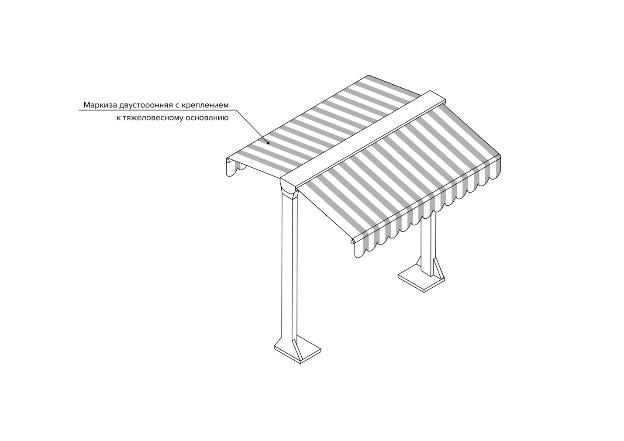 Маркиза двусторонняя с креплением
к тяжеловесному основанию